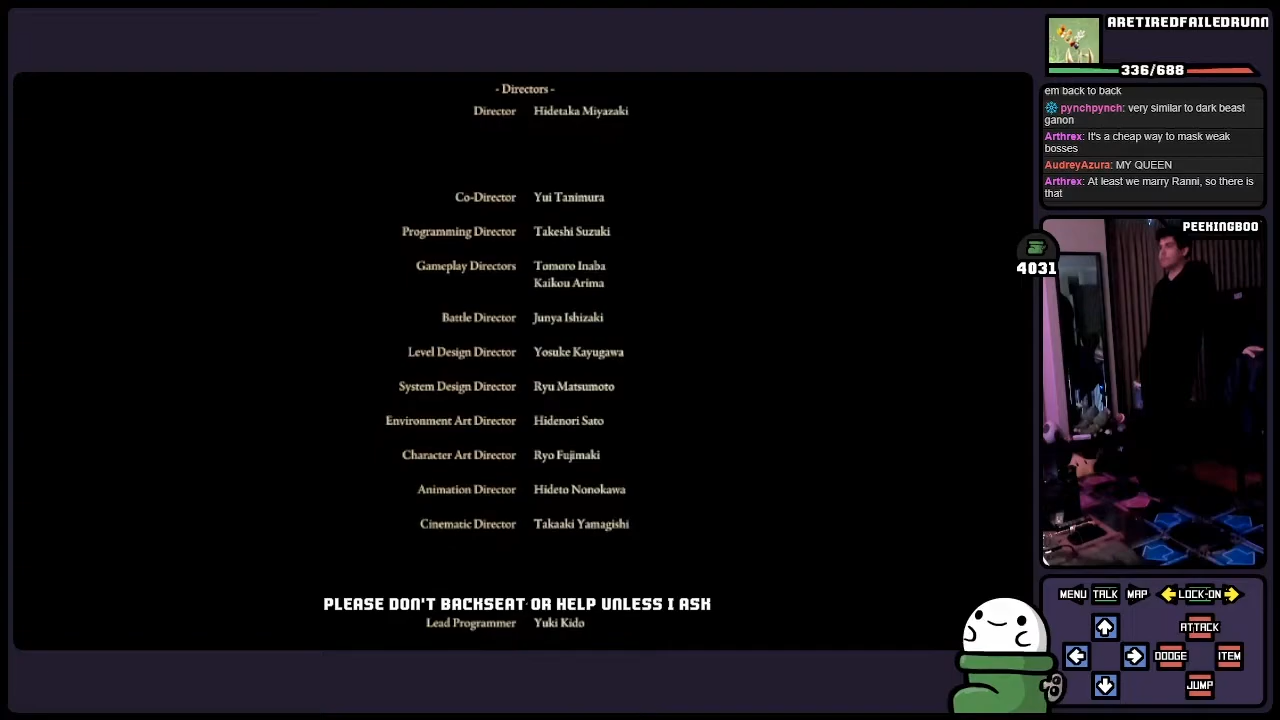 ARETIREDFAILEDRUNN
336/688
em back to back
pynchpynch: very similar to dark beast
ganon
Arthrex: It's a cheap way to mask weak
bosses
AudreyAzura: MY QUEEN
Arthrex: At least we marry Ranni, so there is
that
- Directors -
Director Hidetaka Miyazaki
Co-Director Yui Tanimura
Programming Director Takeshi Suzuki
Gameplay Directors Tomoro Inaba
Kaikou Arima
Battle Director Junya Ishizaki
Level Design Director Yosuke Kayugawa
System Design Director Ryu Matsumoto
Environment Art Director Hidenori Sato
Character Art Director Ryo Fujimaki
Animation Director Hideto Nonokawa
Cinematic Director Takaaki Yamagishi
PLEASE DON'T BACKSEAT OR HELP UNLESS I ASK
Lead Programmer Yuki Kido
PEEKINGBOO
4031
MENU TALK MAP LOCK-ON
ATTACK
DODGE ITEM
JUMP